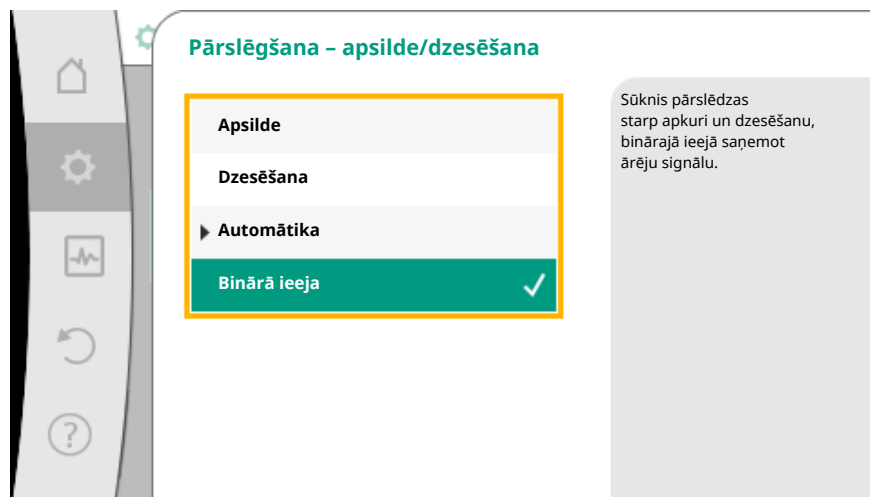 Pārslēgšana – apsilde/dzesēšana
Apsilde
Dzesēšana
Automātika
Binārā ieeja
Sūknis pārslēdzas
starp apkuri un dzesēšanu,
binārajā ieejā saņemot
ārēju signālu.
?